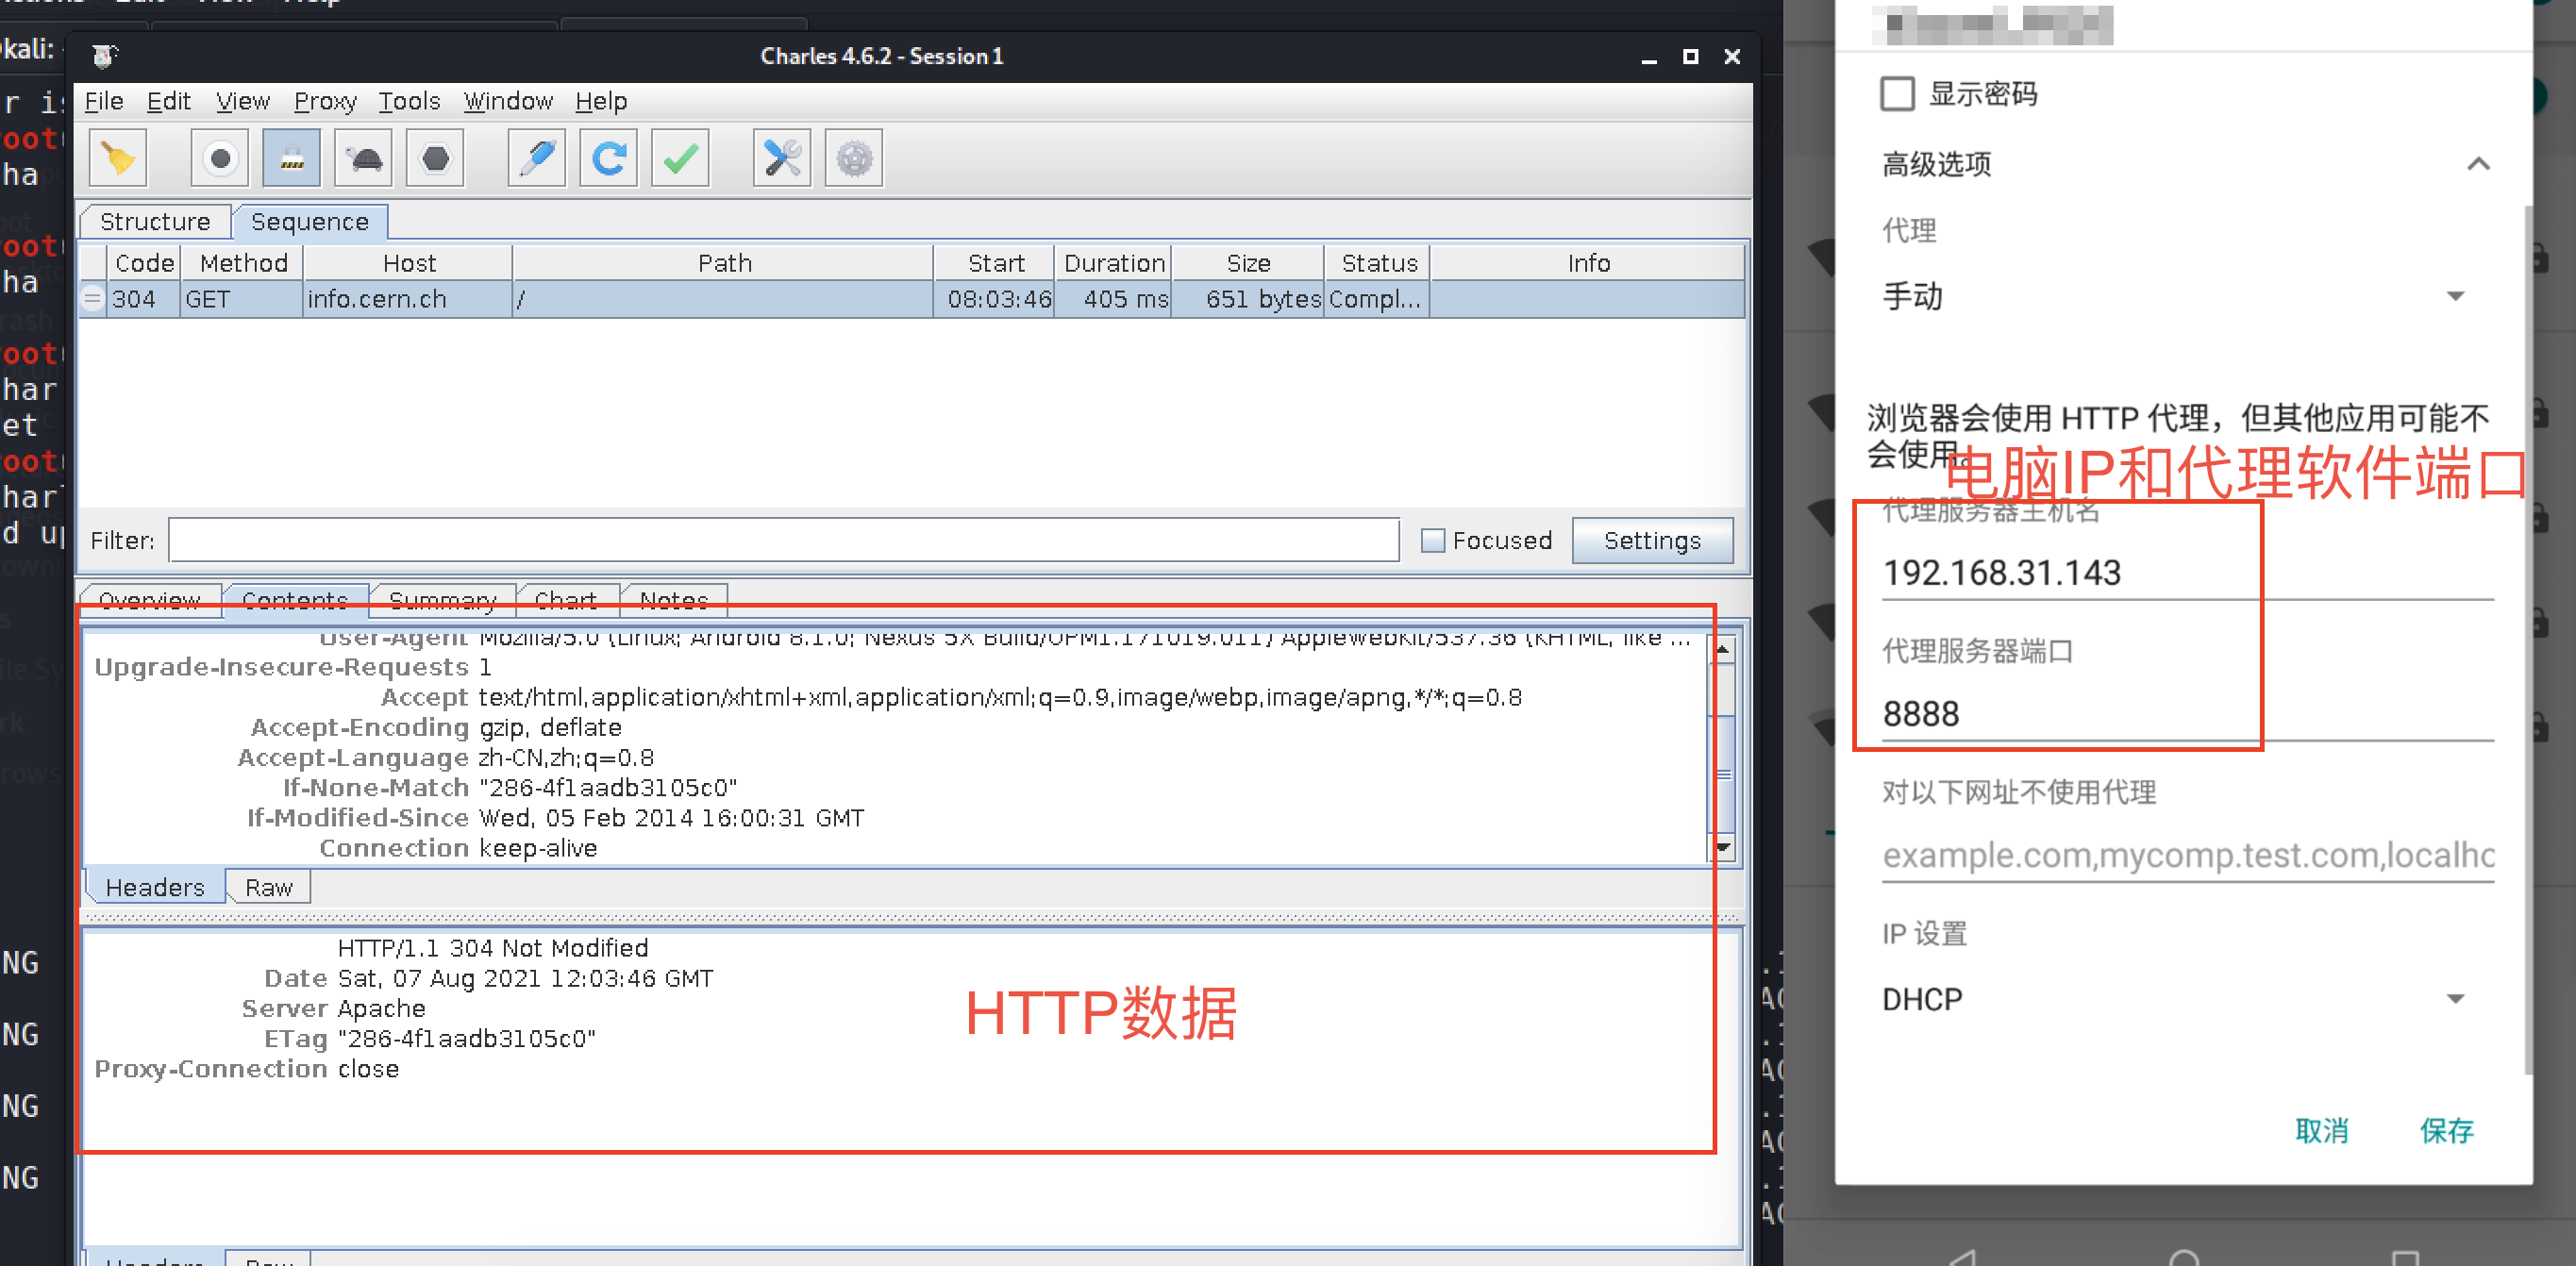 kali:
Charles 4.6.2 - Session 1
File Edit View Proxy Tools Window Help
Structure Sequence
Code Method Host Path Start Duration Size Status Info
304 GET info.cern.ch / 08:03:46 405 ms 651 bytes Compl...
Filter: Focused Settings
Overview Contents Summary Chart Notes
User-Agent Mozilla/5.0 (Linux; Android 8.1.0; Nexus 5X Build/OPM1.171019.011) AppleWebKit/537.36 (KHTML, like ...
Upgrade-Insecure-Requests 1
Accept text/html,application/xhtml+xml,application/xml;q=0.9,image/webp,image/apng,*/*;q=0.8
Accept-Encoding gzip, deflate
Accept-Language zh-CN,zh;q=0.8
If-None-Match "286-4f1aadb3105c0"
If-Modified-Since Wed, 05 Feb 2014 16:00:31 GMT
Connection keep-alive
Headers Raw
HTTP/1.1 304 Not Modified
Date Sat, 07 Aug 2021 12:03:46 GMT
Server Apache
ETag "286-4f1aadb3105c0"
Proxy-Connection close
HTTP数据
Headers Raw
显示密码
高级选项
代理
手动
浏览器会使用 HTTP 代理，但其他应用可能不
会使用。
电脑IP和代理软件端口
代理服务器主机名
192.168.31.143
代理服务器端口
8888
对以下网址不使用代理
example.com,mycomp.test.com,localho
IP 设置
DHCP
取消 保存